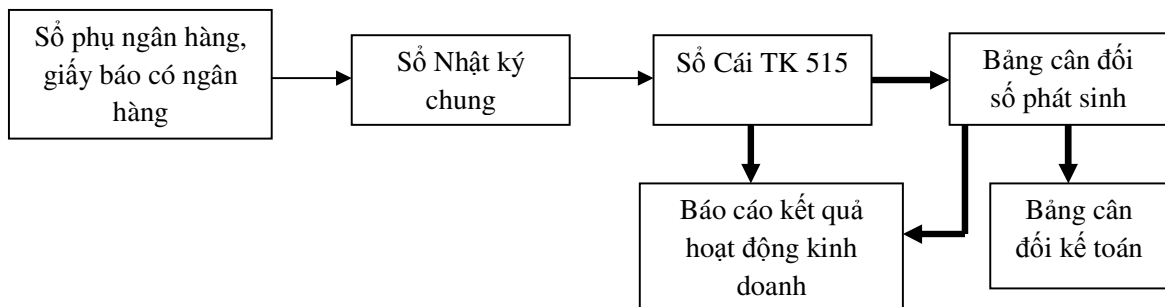 Sổ phụ ngân hàng,
giấy báo có ngân
hàng
Sổ Nhật ký
chung
Sổ Cái TK 515
Bảng cân đối
số phát sinh
Báo cáo kết quả
hoạt động kinh
doanh
Bảng cân
đối kế toán